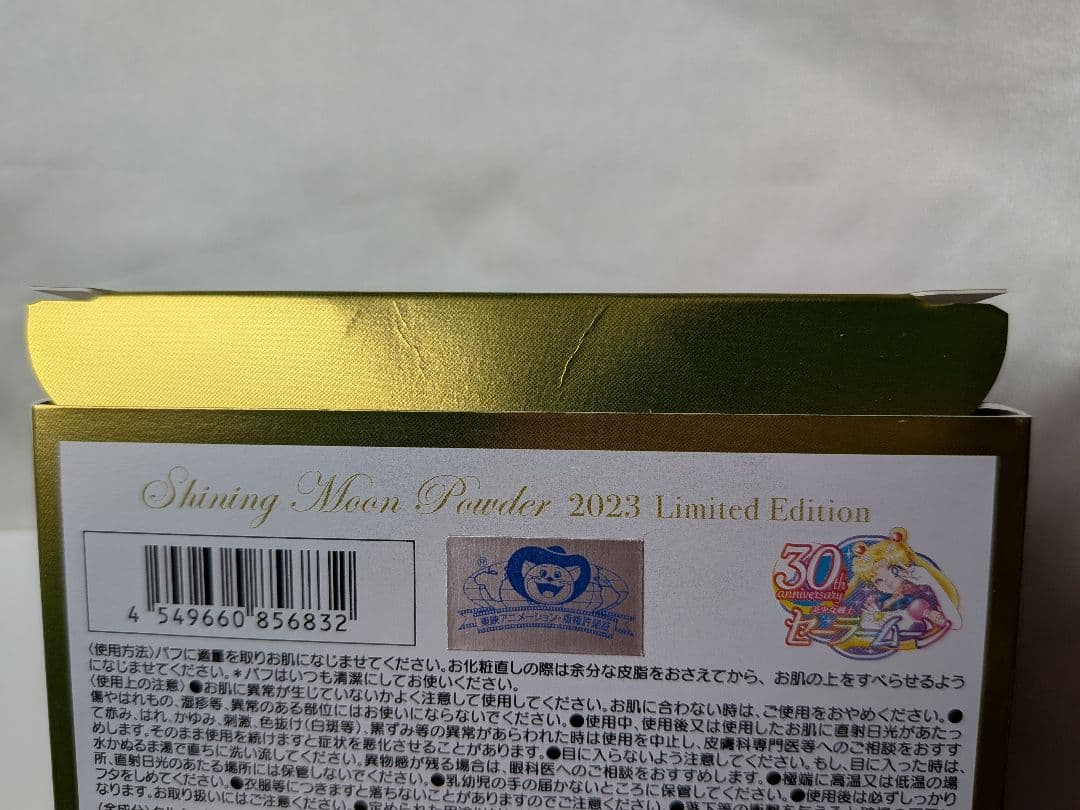 Shining Moon Powder 2023 Limited Edition
4 549660 856832
®
東映アニメーション・版権許諾証
30th
anniversary
美少女戦士
セーラームーン
〈使用方法〉パフに適量を取りお肌になじませてください。お化粧直しの際は余分な皮脂をおさえてから、お肌の上をすべらせるよう
になじませてください。＊パフはいつも清潔にしてお使いください。
〈使用上の注意〉●お肌に異常が生じていないかよく注意して使用してください。お肌に合わない時は、ご使用をおやめください。●
傷やはれもの、湿疹等、異常のある部位にはお使いにならないでください。●使用中、使用後又は使用したお肌に直射日光があたっ
て赤み、はれ、かゆみ、刺激、色抜け(白斑等)、黒ずみ等の異常があらわれた時は使用を中止し、皮膚科専門医等へのご相談をおすす
めします。そのまま使用を続けますと症状を悪化させることがあります。●目に入らないよう注意してください。もし、目に入った時は、
水かぬるま湯で直ちに洗い流してください。異物感が残る場合は、眼科医へのご相談をおすすめします。●極端に高温又は低温の場
所、直射日光のあたる場所には保管しないでください。●乳幼児の手の届かないところに保管してください。●使用後は必ずしっかり
フタをしめてください。●衣服等につきますと落ちないことがありますのでご注意ください。
なります。お取り扱いにはご注意ください。